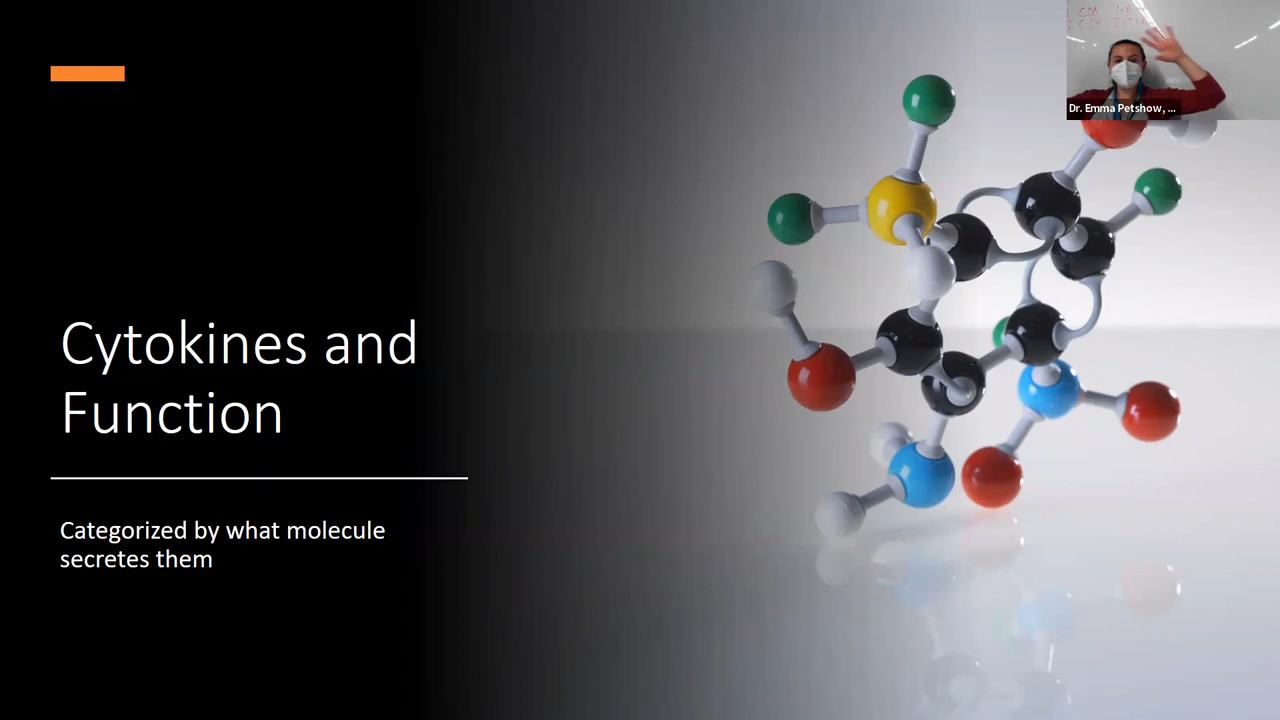 Cytokines and
Function
Categorized by what molecule
secretes them
Dr. Emma Petshow, ...